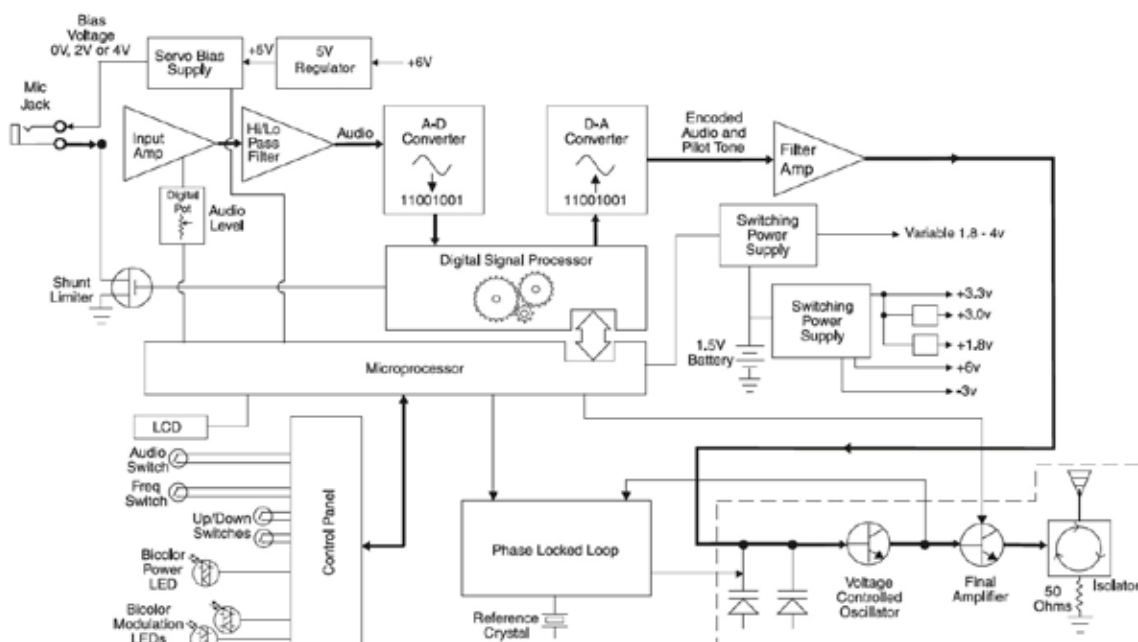 Bias
Voltage
0V, 2V or 4V
Servo Bias
Supply
+5V
5V
Regulator
+6V
Mic
Jack
Input
Amp
Hi/Lo
Pass
Filter
Audio
A-D
Converter
11001001
D-A
Converter
11001001
Encoded
Audio and
Pilot Tone
Filter
Amp
Digital
Pot
Audio
Level
Shunt
Limiter
Digital Signal Processor
Switching
Power
Supply
Variable 1.8 - 4v
Switching
Power
Supply
+3.3v
+3.0v
+1.8v
+6v
-3v
1.5V
Battery
Microprocessor
LCD
Audio
Switch
Freq
Switch
Up/Down
Switches
Bicolor
Power
LED
Bicolor
Modulation
LEDs
Control Panel
Phase Locked Loop
Reference
Crystal
Voltage
Controlled
Oscillator
Final
Amplifier
50
Ohms
Isolator